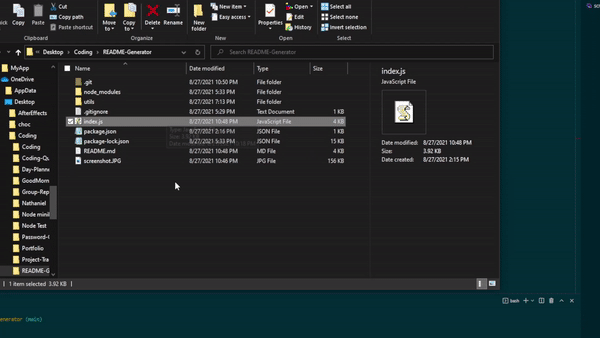 Cut
Copy path
Paste shortcut
Copy
Paste
Move to
Copy to
Delete
Rename
New folder
New item
Easy access
Properties
Open
Edit
History
Select all
Select none
Invert selection
Organize
New
Open
Select
Desktop > Coding > README-Generator
Search README-Generator
MyApp
OneDrive
AppData
Desktop
AfterEffects
choc
Coding
Coding
Coding-Qu
Day-Planne
GoodMorn
Group-Rep
Nathaniel
Node mini
Node Test
Password-G
Portfolio
Project-Tra
README-Ge
Name Date modified Type Size
.git 8/27/2021 10:50 PM File folder
node_modules 8/27/2021 5:33 PM File folder
utils 8/27/2021 7:13 PM File folder
.gitignore 8/27/2021 5:29 PM Text Document 1 KB
index.js 8/27/2021 10:48 PM JavaScript File 4 KB
package.json 8/27/2021 2:16 PM JSON File 1 KB
package-lock.json 8/27/2021 5:33 PM JSON File 15 KB
README.md 8/27/2021 10:48 PM MD File 4 KB
screenshot.JPG 8/27/2021 10:46 PM JPG File 156 KB
index.js
JavaScript File
Date modified: 8/27/2021 10:48 PM
Size: 3.92 KB
Date created: 8/27/2021 2:15 PM
1 item selected 3.92 KB
bash
enerator (main)